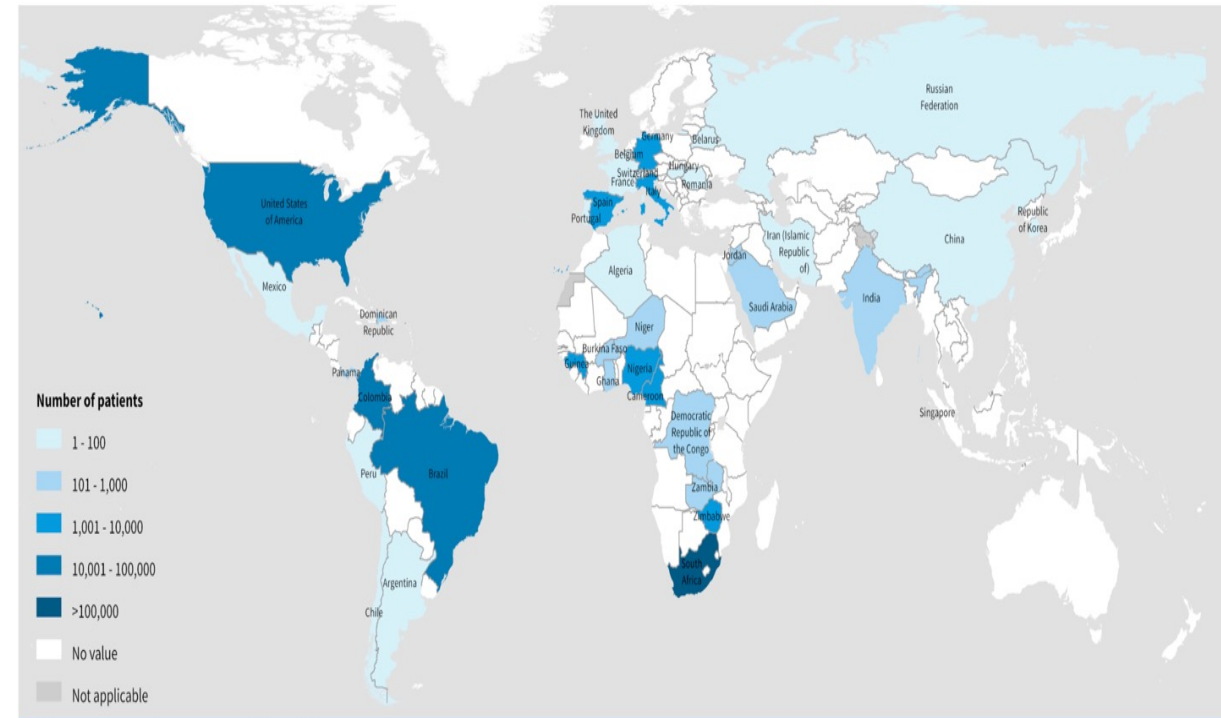 Russian
Federation
The United
Kingdom
Germany
Belarus
Belgium
Hungary
Switzerland
France
Romania
Italy
Spain
Portugal
United States
of America
Republic
of Korea
Iran (Islamic
Republic
of)
China
Jordan
Algeria
Mexico
India
Saudi Arabia
Dominican
Republic
Niger
Burkina Faso
Guinea
Nigeria
Panama
Ghana
Colombia
Cameroon
Singapore
Democratic
Republic of
the Congo
Peru
Brazil
Zambia
Zimbabwe
South
Africa
Argentina
Chile
Number of patients
1 - 100
101 - 1,000
1,001 - 10,000
10,001 - 100,000
>100,000
No value
Not applicable